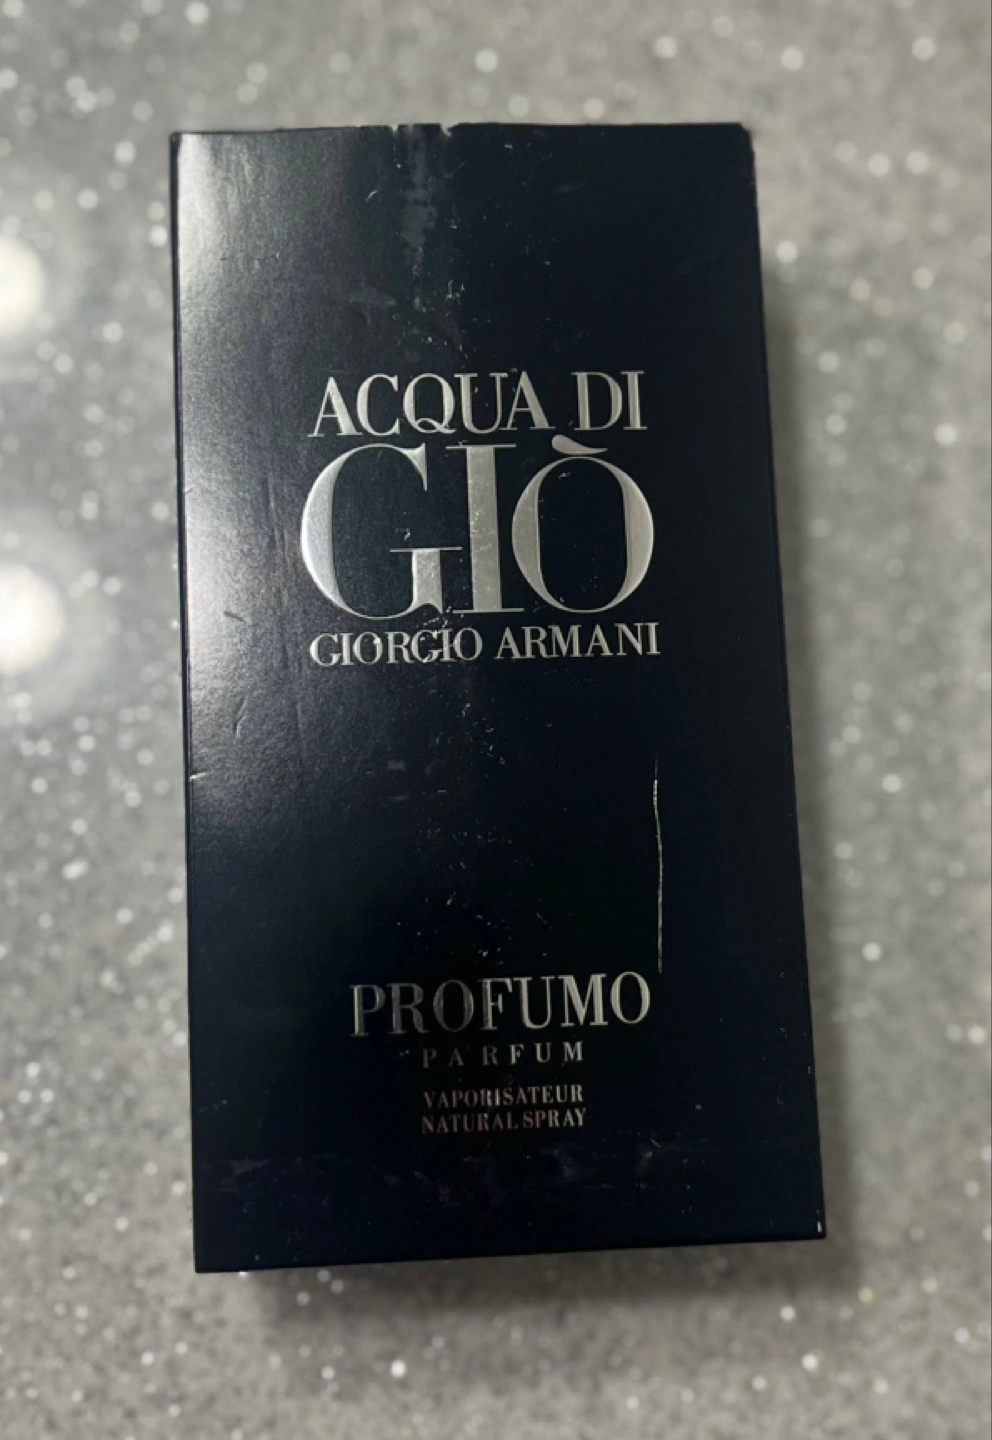 ACQUA DI
GIÒ
GIORGIO ARMANI
PROFUMO
PARFUM
VAPORISATEUR
NATURAL SPRAY